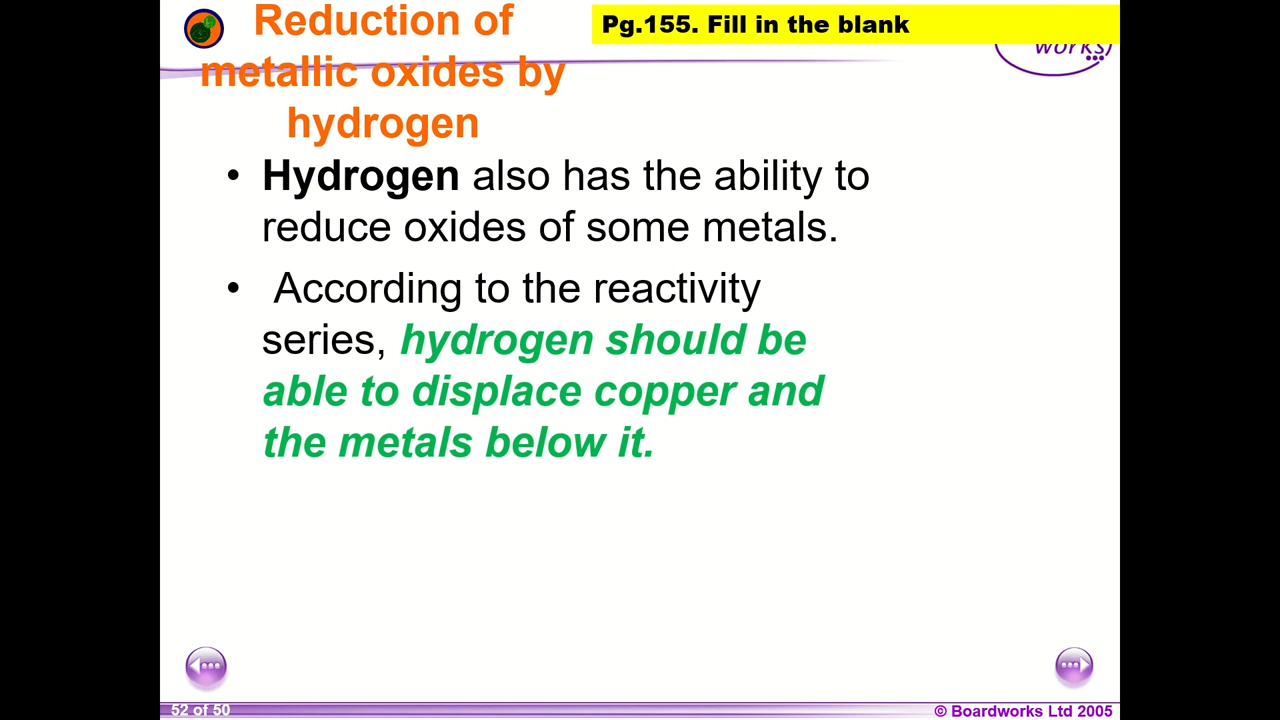 Reduction of
metallic oxides by
hydrogen
Pg.155. Fill in the blank
works
• Hydrogen also has the ability to
reduce oxides of some metals.
• According to the reactivity
series, hydrogen should be
able to displace copper and
the metals below it.
52 of 50
© Boardworks Ltd 2005